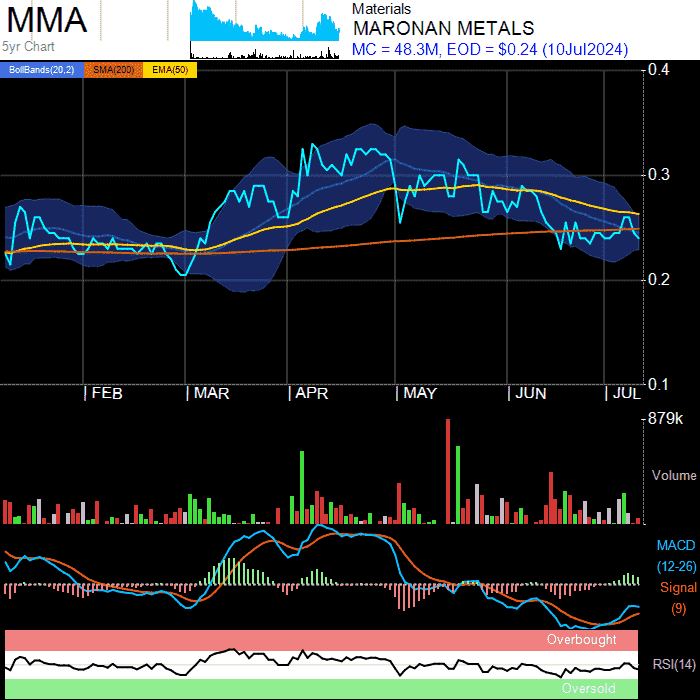 MMA
5yr Chart
Materials
MARONAN METALS
MC = 48.3M, EOD = $0.24 (10Jul2024)
BollBands(20,2) SMA(200) EMA(50)
0.4
0.3
0.2
0.1
| FEB | MAR | APR | MAY | JUN | JUL
879k
Volume
MACD
(12-26)
Signal
(9)
Overbought
RSI(14)
Oversold